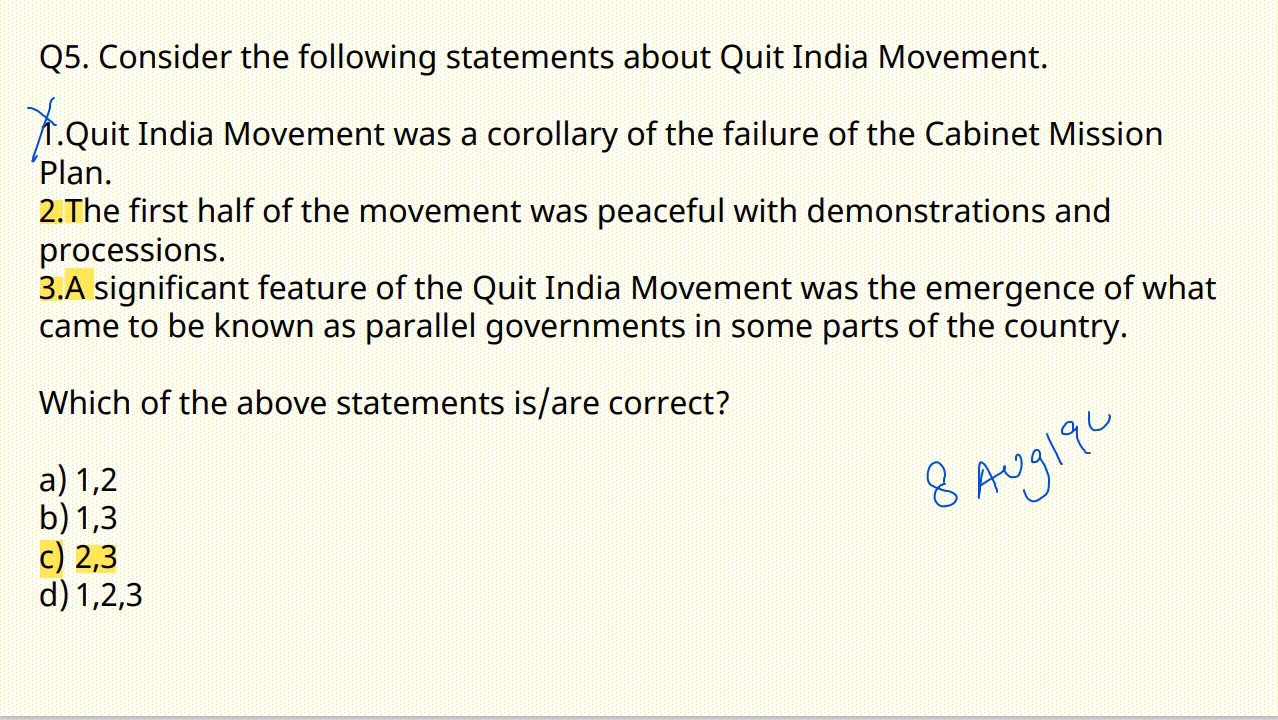 Q5. Consider the following statements about Quit India Movement.
1.Quit India Movement was a corollary of the failure of the Cabinet Mission
Plan.
2.The first half of the movement was peaceful with demonstrations and
processions.
3.A significant feature of the Quit India Movement was the emergence of what
came to be known as parallel governments in some parts of the country.
Which of the above statements is/are correct?
a) 1,2
b) 1,3
8 Aug
c) 2,3
d) 1,2,3